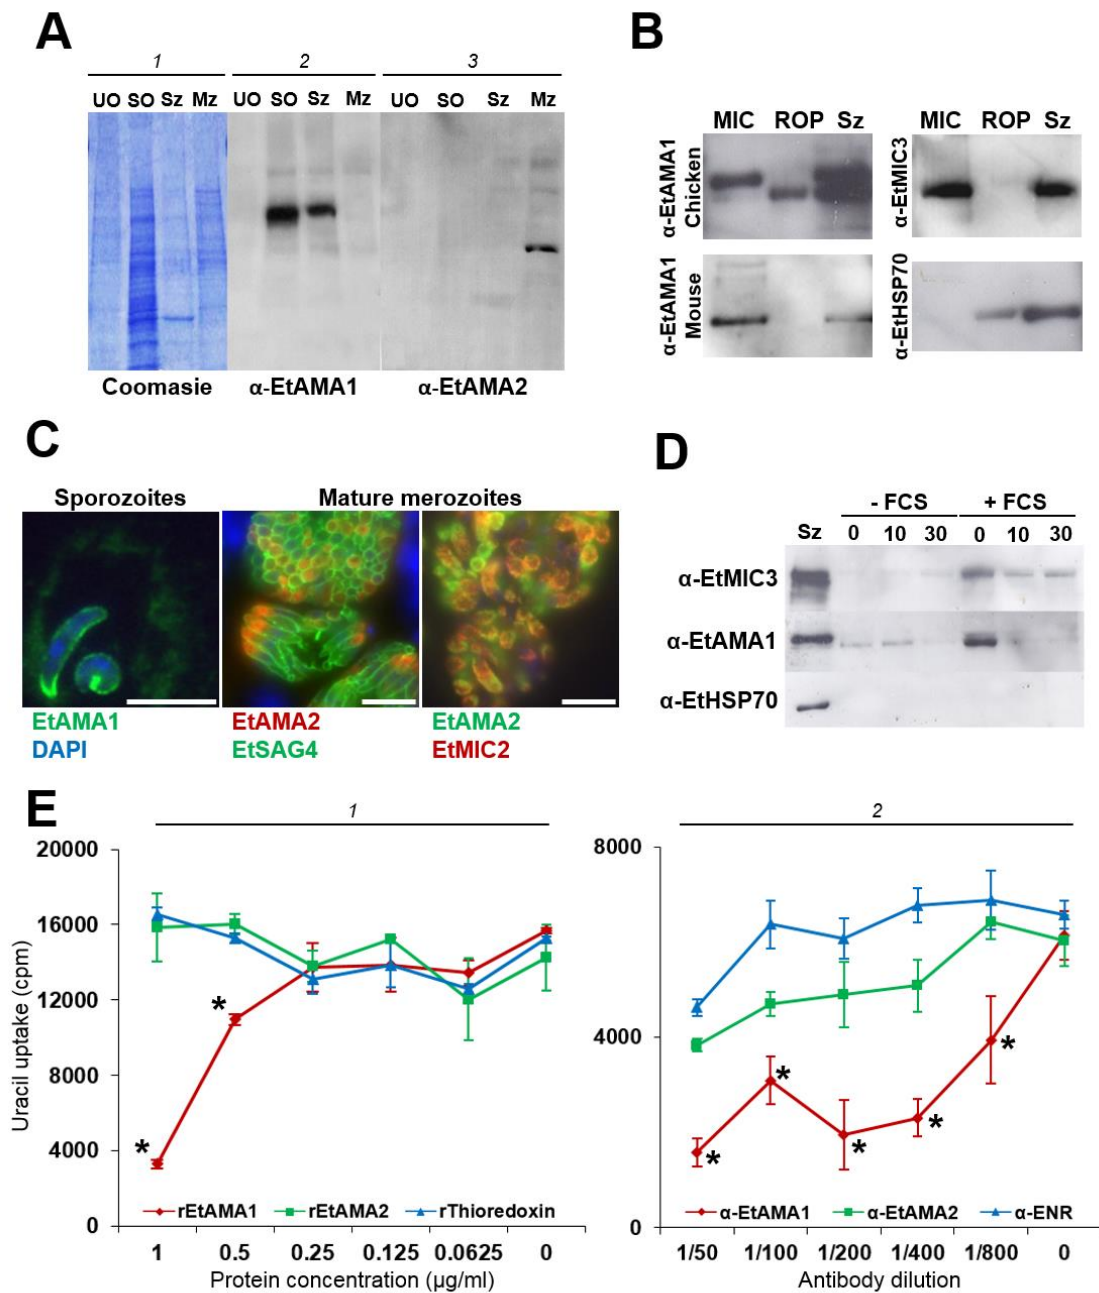 A
1 2 3
UO SO Sz Mz UO SO Sz Mz UO SO Sz Mz
Coomasie α-EtAMA1 α-EtAMA2
B
MIC ROP Sz MIC ROP Sz
α-EtAMA1
Chicken
α-EtMIC3
α-EtAMA1
Mouse
α-EtHSP70
C
Sporozoites Mature merozoites
EtAMA1 EtAMA2 EtAMA2
DAPI EtSAG4 EtMIC2
D
- FCS + FCS
Sz 0 10 30 0 10 30
α-EtMIC3
α-EtAMA1
α-EtHSP70
E
1
20000
16000
12000
8000
4000
0
Uracil uptake (cpm)
*
*
rEtAMA1 rEtAMA2 rThioredoxin
1 0.5 0.25 0.125 0.0625 0
Protein concentration (µg/ml)
2
8000
4000
0
*
*
*
*
*
α-EtAMA1 α-EtAMA2 α-ENR
1/50 1/100 1/200 1/400 1/800 0
Antibody dilution